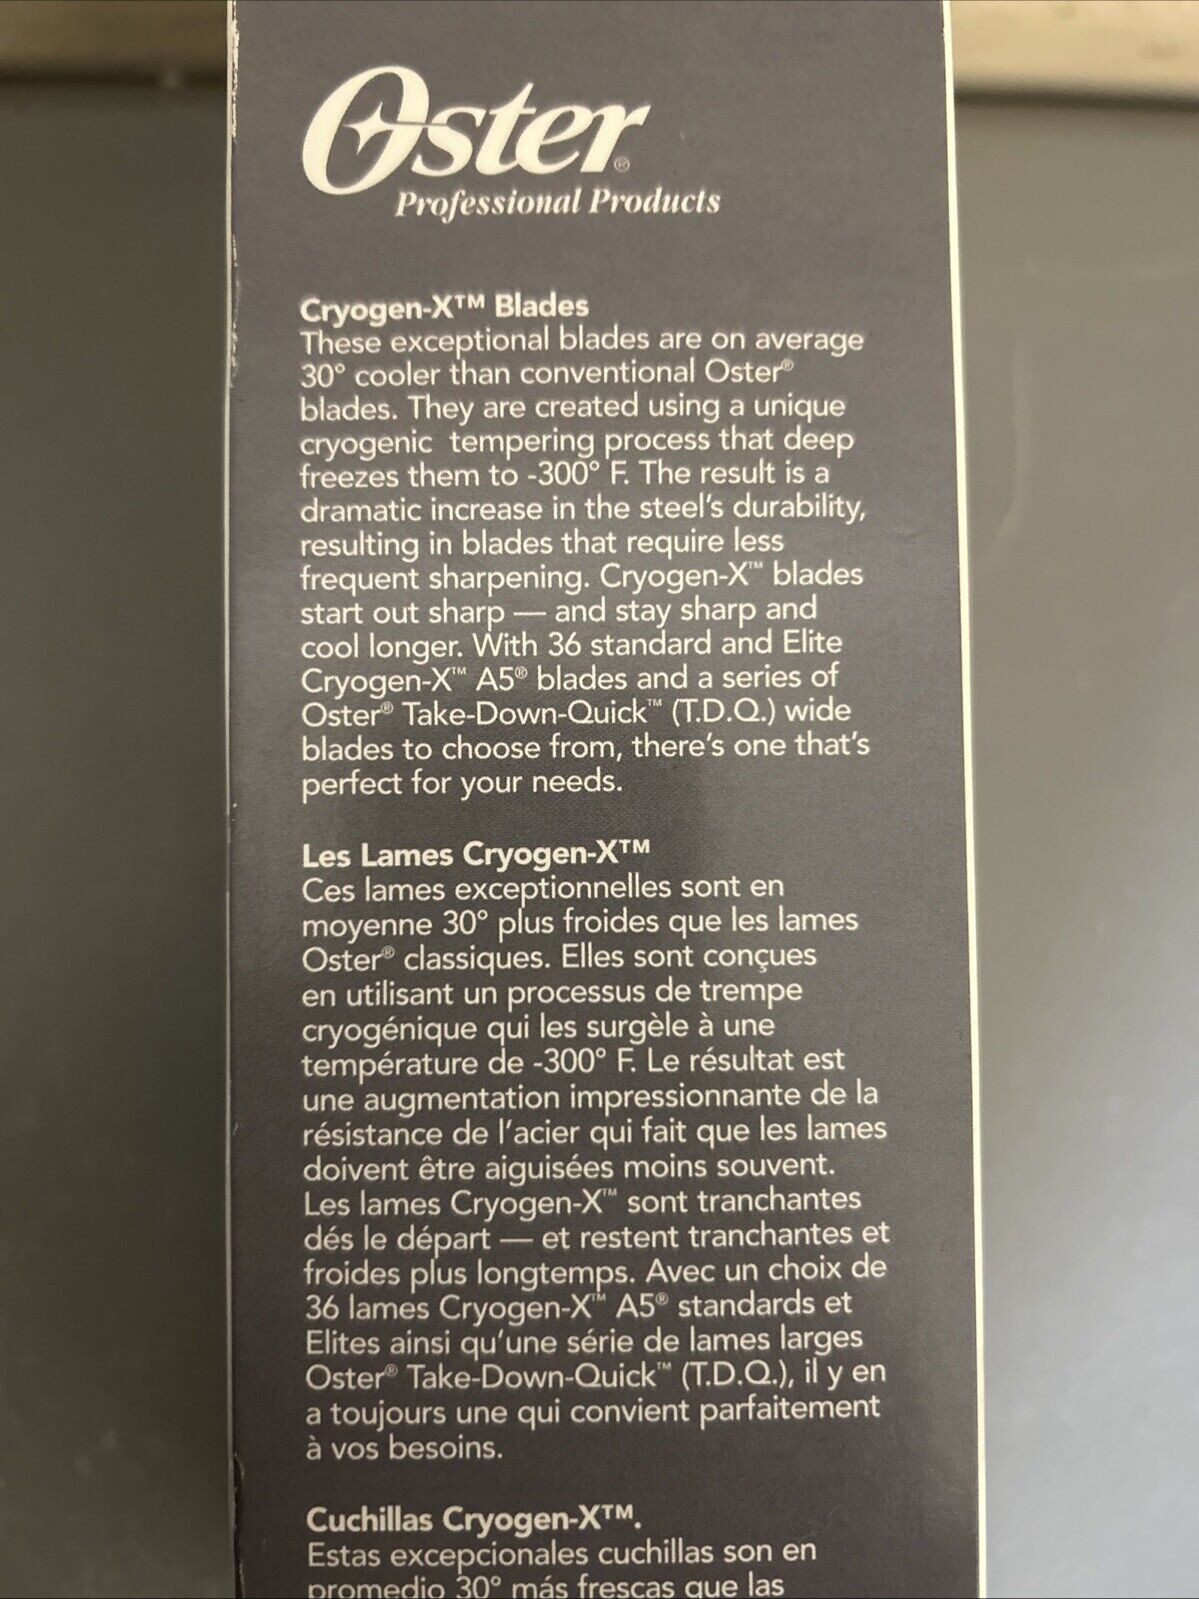 Oster®
Professional Products
Cryogen-X™ Blades
These exceptional blades are on average
30° cooler than conventional Oster®
blades. They are created using a unique
cryogenic tempering process that deep
freezes them to -300° F. The result is a
dramatic increase in the steel's durability,
resulting in blades that require less
frequent sharpening. Cryogen-X™ blades
start out sharp — and stay sharp and
cool longer. With 36 standard and Elite
Cryogen-X™ A5® blades and a series of
Oster® Take-Down-Quick™ (T.D.Q.) wide
blades to choose from, there's one that's
perfect for your needs.
Les Lames Cryogen-X™
Ces lames exceptionnelles sont en
moyenne 30° plus froides que les lames
Oster® classiques. Elles sont conçues
en utilisant un processus de trempe
cryogénique qui les surgèle à une
température de -300° F. Le résultat est
une augmentation impressionnante de la
résistance de l'acier qui fait que les lames
doivent être aiguisées moins souvent.
Les lames Cryogen-X™ sont tranchantes
dés le départ — et restent tranchantes et
froides plus longtemps. Avec un choix de
36 lames Cryogen-X™ A5® standards et
Elites ainsi qu'une série de lames larges
Oster® Take-Down-Quick™ (T.D.Q.), il y en
a toujours une qui convient parfaitement
à vos besoins.
Cuchillas Cryogen-X™.
Estas excepcionales cuchillas son en
promedio 30° más frescas que las